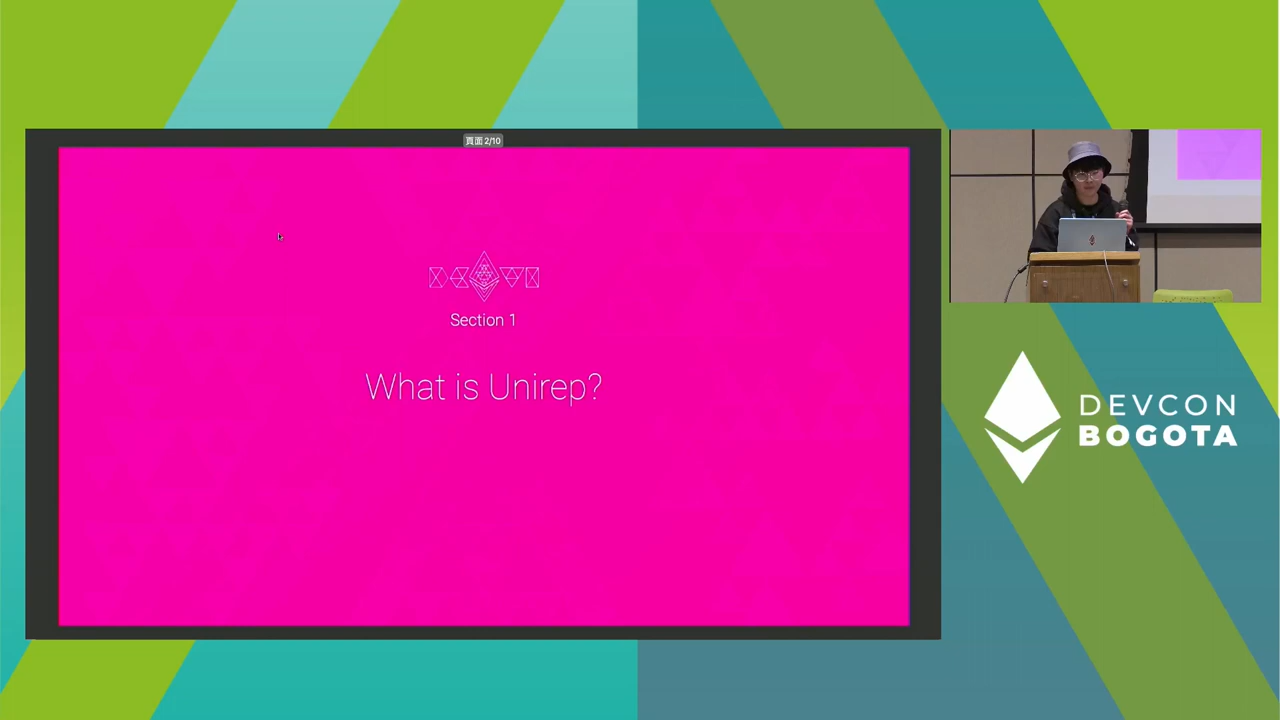 頁面 2/10
Section 1
What is Unirep?
DEVCON
BOGOTA